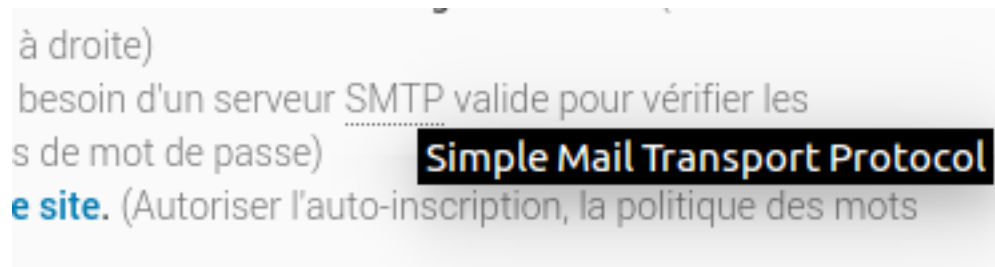 à droite)
besoin d'un serveur SMTP valide pour vérifier les
s de mot de passe)
Simple Mail Transport Protocol
e site. (Autoriser l'auto-inscription, la politique des mots